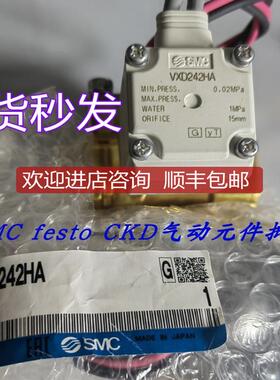 SMC
VXD242HA
MIN.PRESS. 0.02MPa
MAX.PRESS.
WATER 1MPa
ORIFICE 15mm
G yT
货秒发
欢迎进店咨询 顺丰包邮
MC festo CKD气动元件
242HA
G
1
EAC SMC
MADE IN JAPAN